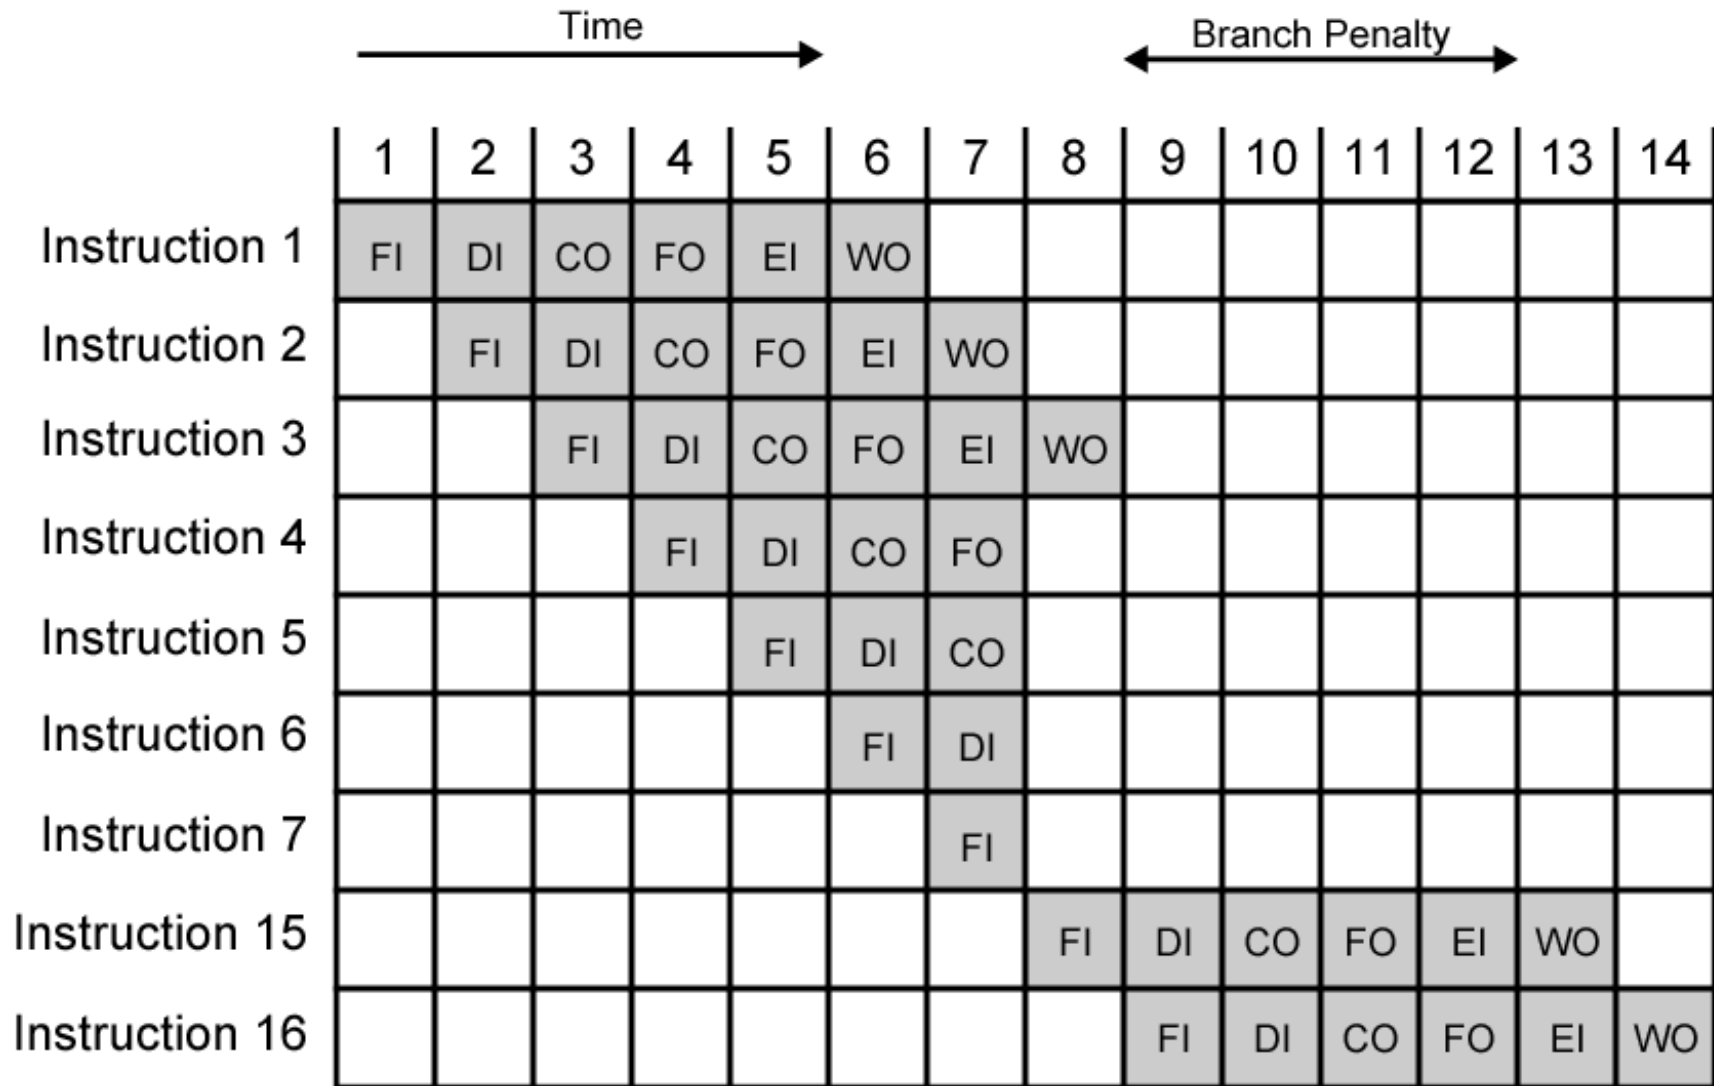 Time Branch Penalty
1 2 3 4 5 6 7 8 9 10 11 12 13 14
Instruction 1 FI DI CO FO EI WO
Instruction 2 FI DI CO FO EI WO
Instruction 3 FI DI CO FO EI WO
Instruction 4 FI DI CO FO
Instruction 5 FI DI CO
Instruction 6 FI DI
Instruction 7 FI
Instruction 15 FI DI CO FO EI WO
Instruction 16 FI DI CO FO EI WO